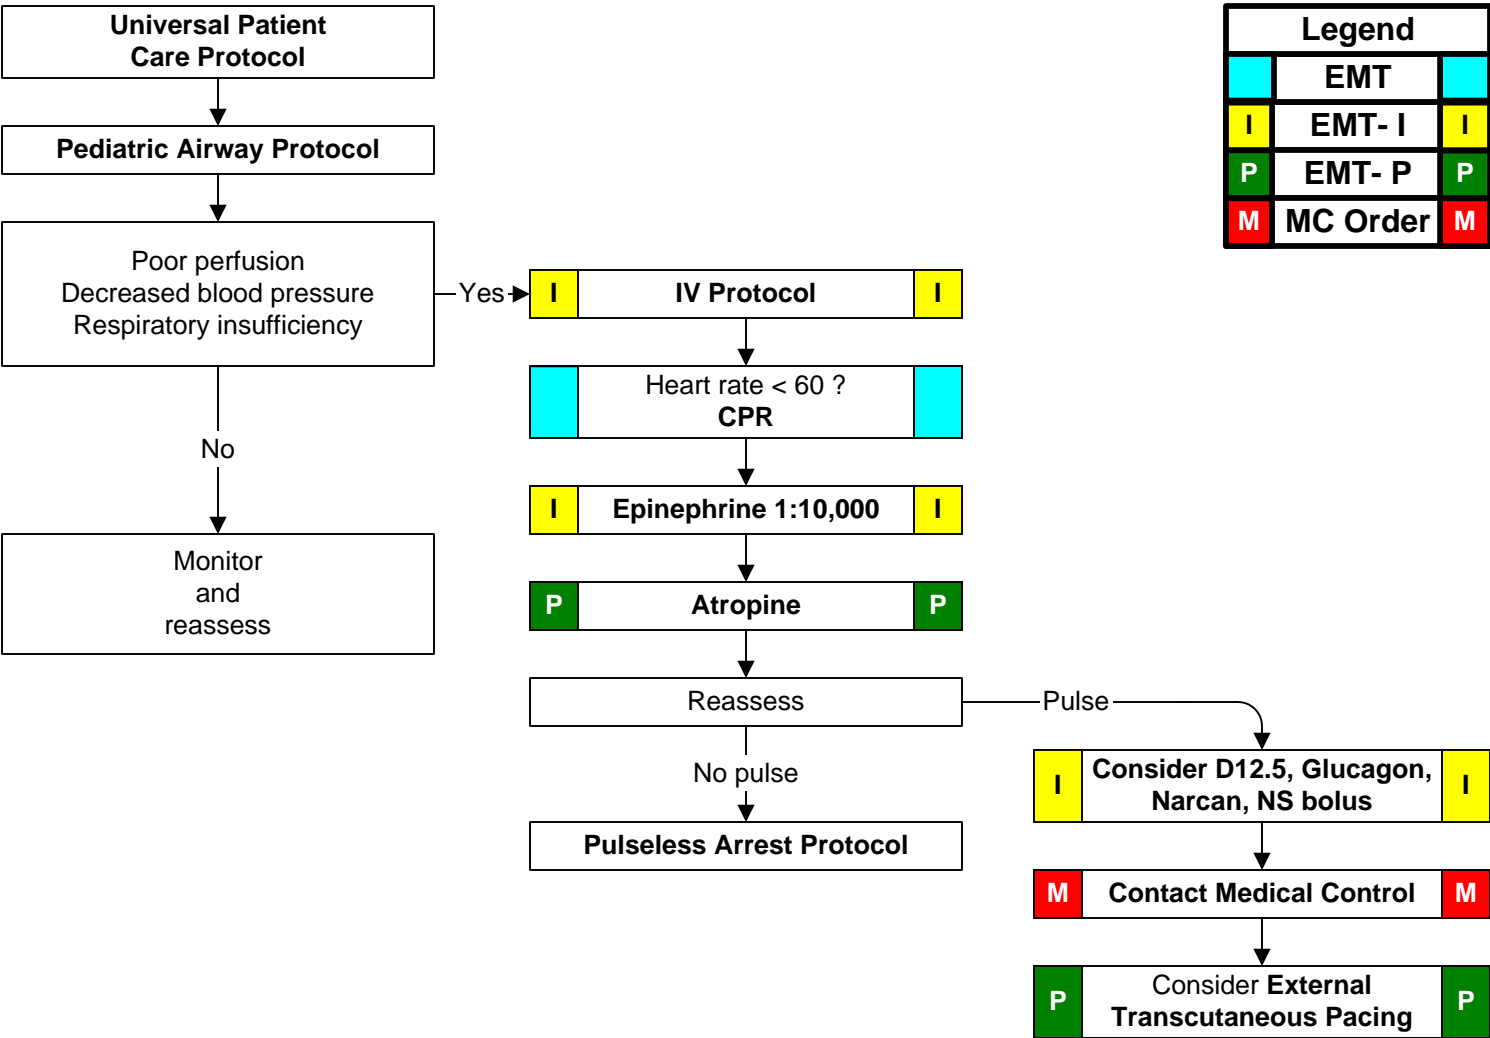 Universal Patient
Care Protocol
Pediatric Airway Protocol
Poor perfusion
Decreased blood pressure
Respiratory insufficiency
No
Monitor
and
reassess
Yes
I IV Protocol I
Heart rate < 60 ?
CPR
I Epinephrine 1:10,000 I
P Atropine P
Reassess
No pulse
Pulseless Arrest Protocol
Pulse
I Consider D12.5, Glucagon, I
Narcan, NS bolus
M Contact Medical Control M
P Consider External P
Transcutaneous Pacing
Legend
EMT
I EMT- I I
P EMT- P P
M MC Order M